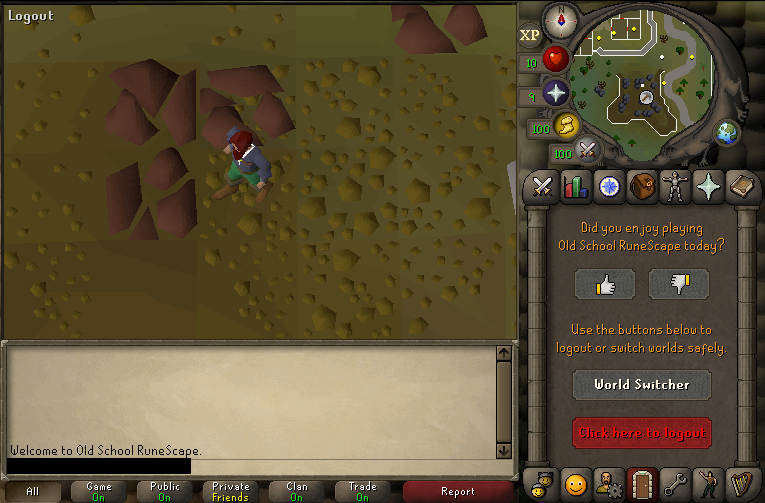 Logout
N
XP
10
9
100
100
Did you enjoy playing
Old School RuneScape today?
Use the buttons below to
logout or switch worlds safely.
World Switcher
Click here to logout
Welcome to Old School RuneScape.
All
Game
On
Public
On
Private
Friends
Clan
On
Trade
On
Report